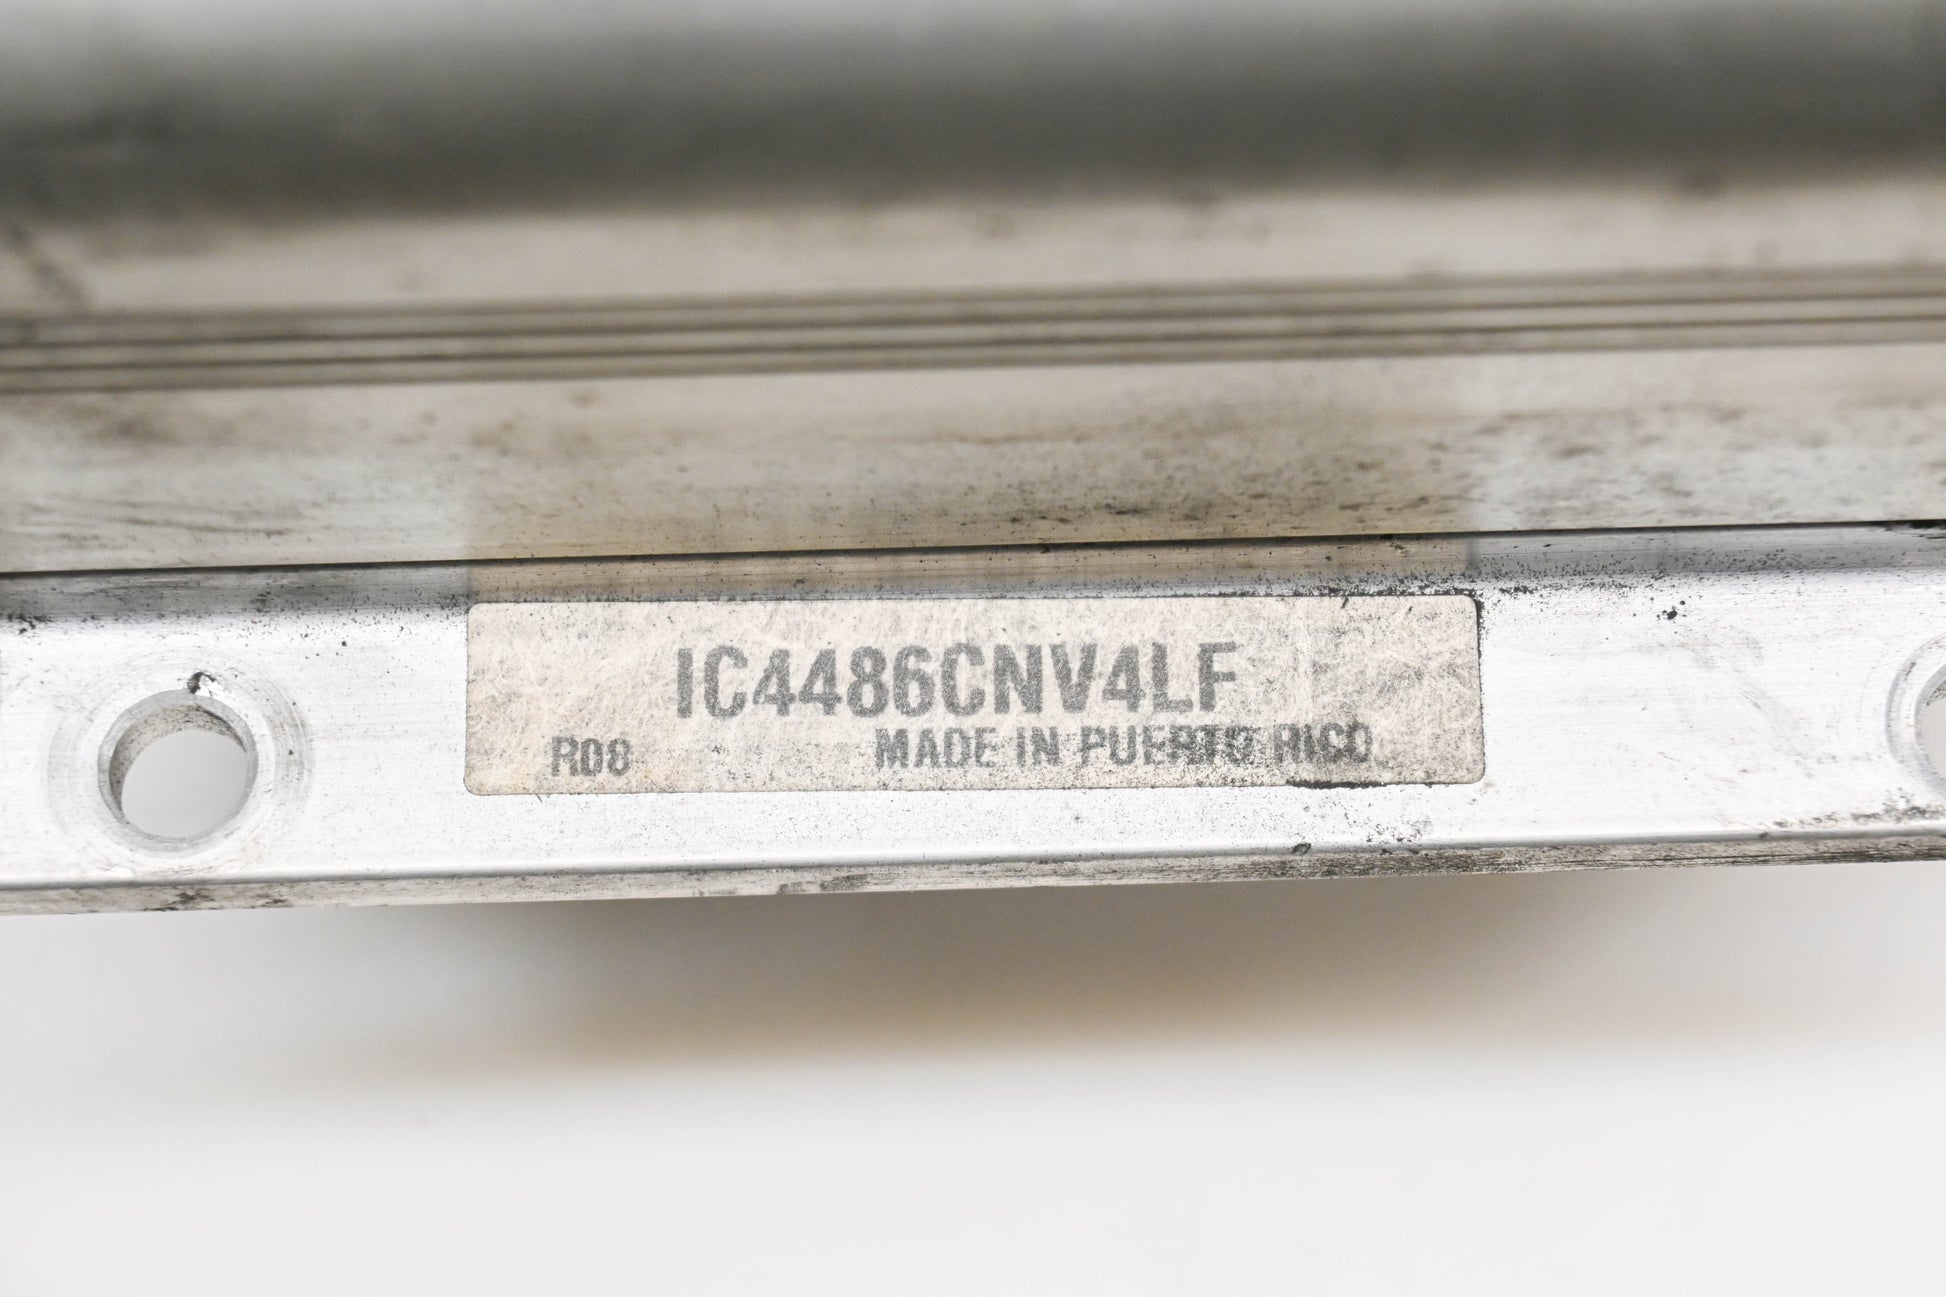 IC4486CNV4LF
R08 MADE IN PUERTO RICO